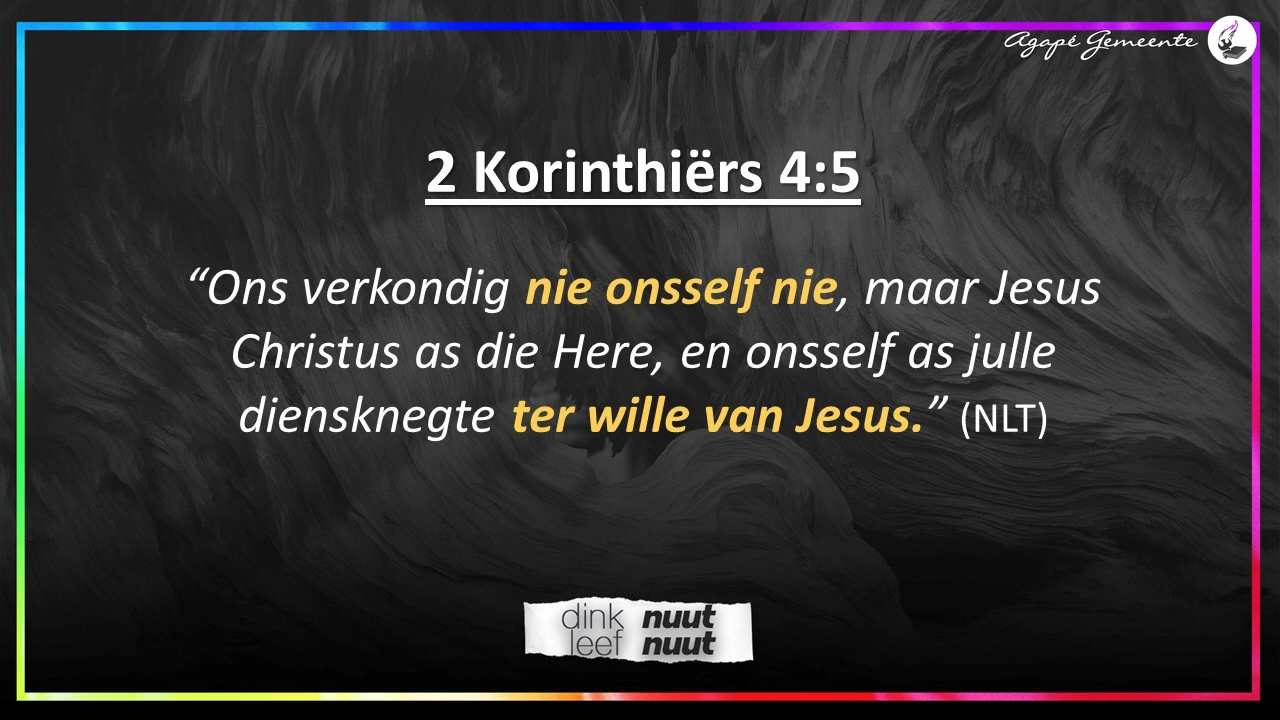 Agapé Gemeente
2 Korinthiërs 4:5
“Ons verkondig nie onsself nie, maar Jesus
Christus as die Here, en onsself as julle
diensknegte ter wille van Jesus.” (NLT)
dink nuut
leef nuut